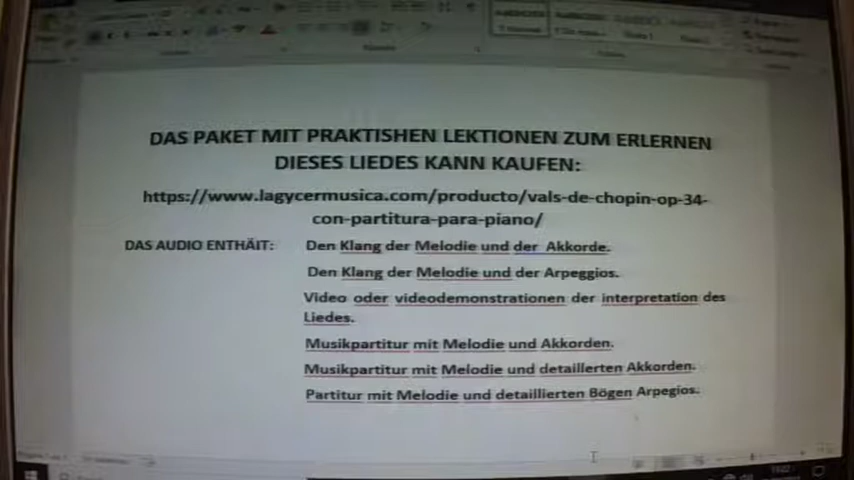 DAS PAKET MIT PRAKTISHEN LEKTIONEN ZUM ERLERNEN
DIESES LIEDES KANN KAUFEN:
https://www.lagycermusica.com/producto/vals-de-chopin-op-34-
con-partitura-para-piano/
DAS AUDIO ENTHÄIT: Den Klang der Melodie und der Akkorde.
Den Klang der Melodie und der Arpeggios.
Video oder videodemonstrationen der interpretation des
Liedes.
Musikpartitur mit Melodie und Akkorden.
Musikpartitur mit Melodie und detaillierten Akkorden.
Partitur mit Melodie und detaillierten Bögen Arpegios.